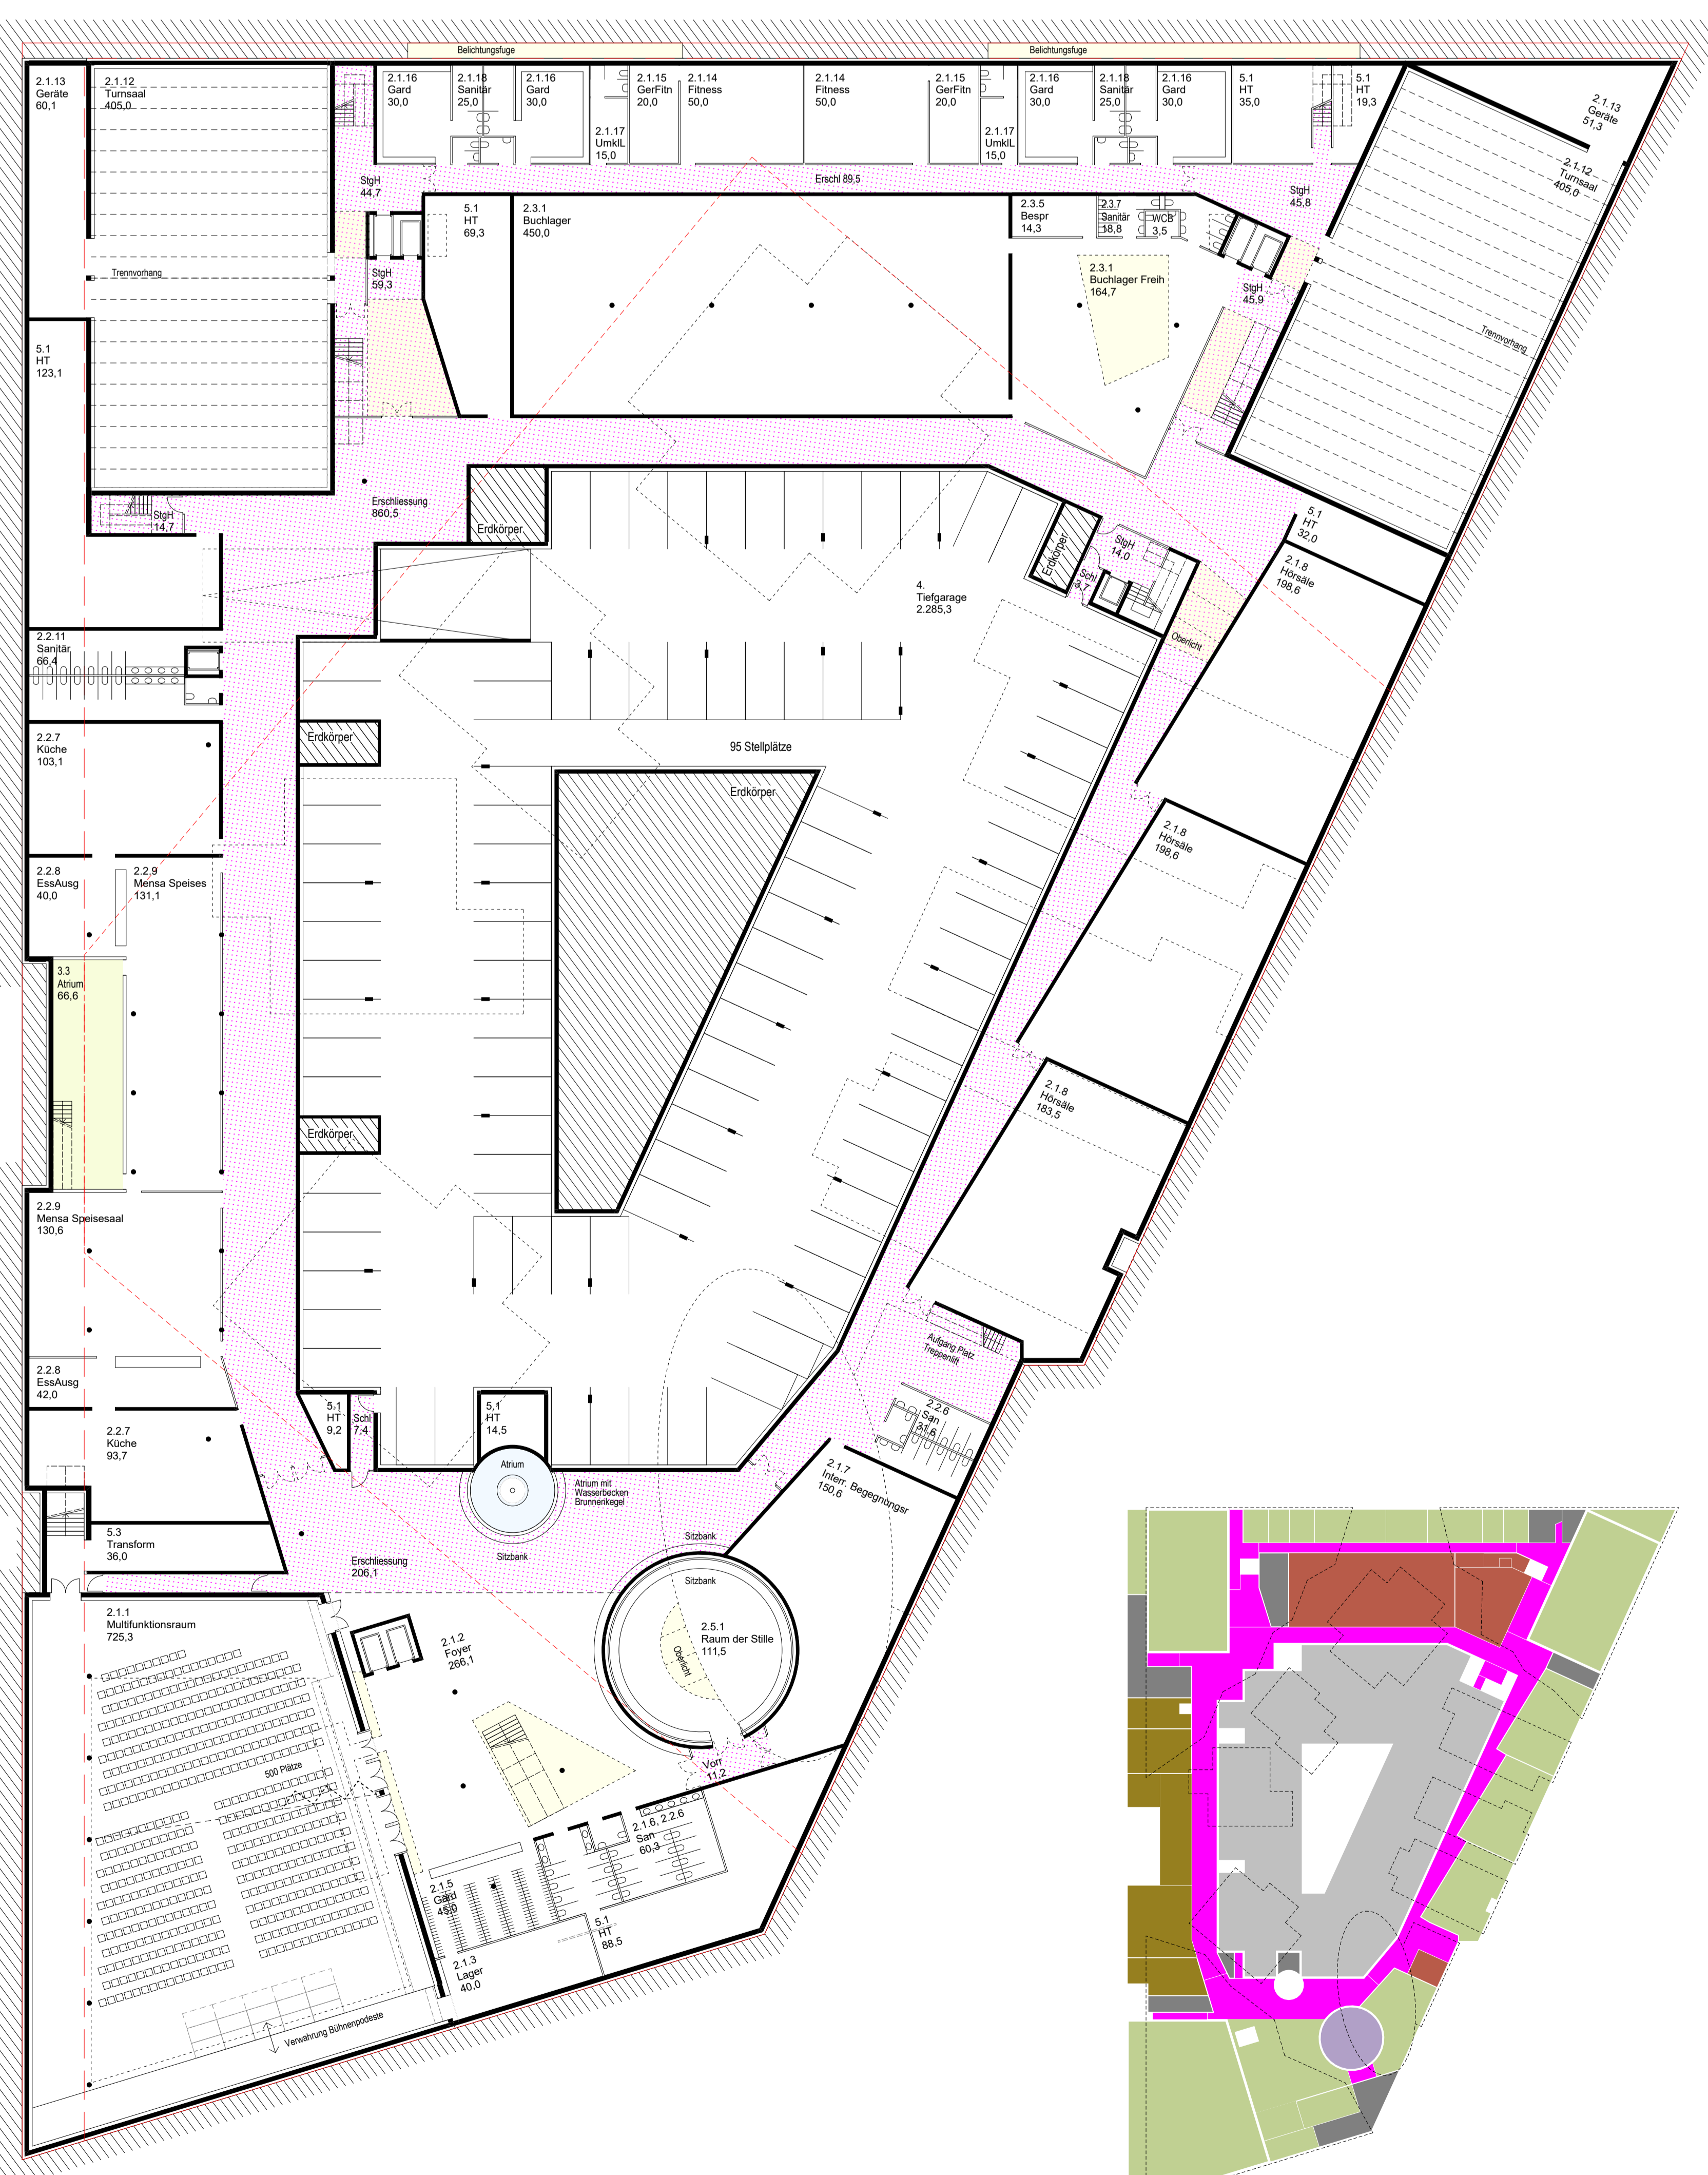 Belichtungsfuge
Belichtungsfuge
2.1.13
Geräte
60,1
2.1.12
Turnsaal
405,0
2.1.16
Gard
30,0
2.1.18
Sanitär
25,0
2.1.16
Gard
30,0
2.1.17
UmklL
15,0
2.1.15
GerFitn
20,0
2.1.14
Fitness
50,0
2.1.14
Fitness
50,0
2.1.15
GerFitn
20,0
2.1.17
UmklL
15,0
2.1.16
Gard
30,0
2.1.18
Sanitär
25,0
2.1.16
Gard
30,0
5.1
HT
35,0
5.1
HT
19,3
2.1.13
Geräte
51,3
2.1.12
Turnsaal
405,0
StgH
44,7
Erschl 89,5
StgH
45,8
5.1
HT
69,3
2.3.1
Buchlager
450,0
2.3.5
Bespr
14,3
2.3.7
Sanitär
18,8
WCB
3,5
Trennvorhang
StgH
59,3
2.3.1
Buchlager Freih
164,7
StgH
45,9
Trennvorhang
5.1
HT
123,1
Erschliessung
860,5
StgH
14,7
Erdkörper
Erdkörper
StgH
14,0
Schl
3,7
5.1
HT
32,0
2.1.8
Hörsäle
198,6
4.
Tiefgarage
2.285,3
Oberlicht
2.2.11
Sanitär
66,4
2.2.7
Küche
103,1
Erdkörper
95 Stellplätze
Erdkörper
2.1.8
Hörsäle
198,6
2.2.8
EssAusg
40,0
2.2.9
Mensa Speises
131,1
3.3
Atrium
66,6
2.1.8
Hörsäle
183,5
Erdkörper
2.2.9
Mensa Speisesaal
130,6
Aufgang Platz
Treppenlift
2.2.8
EssAusg
42,0
5.1
HT
9,2
Schl
7,4
5.1
HT
14,5
2.2.6
San
31,6
2.2.7
Küche
93,7
Atrium
Atrium mit
Wasserbecken
Brunnenkegel
2.1.7
Interr. Begegnungsr
150,6
5.3
Transform
36,0
Sitzbank
Sitzbank
Erschliessung
206,1
Sitzbank
2.1.1
Multifunktionsraum
725,3
2.1.2
Foyer
266,1
2.5.1
Raum der Stille
111,5
Oberlicht
500 Plätze
Vorr
11,2
2.1.6, 2.2.6
San
60,3
2.1.5
Gard
45,0
5.1
HT
88,5
2.1.3
Lager
40,0
Verwahrung Bühnenpodeste